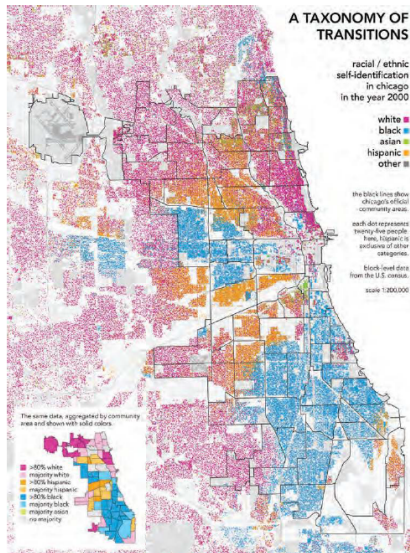 A TAXONOMY OF
TRANSITIONS
racial / ethnic
self-identification
in chicago
in the year 2000
white
black
asian
hispanic
other
the black lines show
chicago's official
community areas.
each dot represents
twenty-five people.
here, hispanic is
exclusive of other
categories.
block-level data
from the U.S. census.
scale 1:200,000
The same data, aggregated by community
area and shown with solid colors.
>80% white
majority white
>80% hispanic
majority hispanic
>80% black
majority black
majority asian
no majority